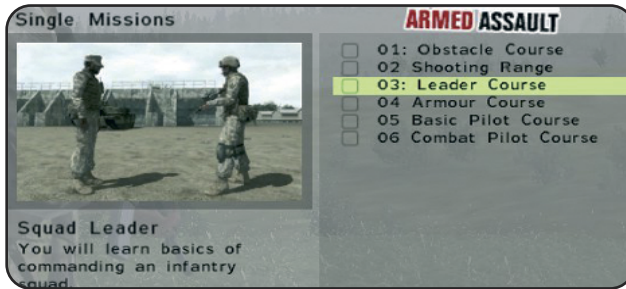 Single Missions
ARMED ASSAULT
01: Obstacle Course
02 Shooting Range
03: Leader Course
04 Armour Course
05 Basic Pilot Course
06 Combat Pilot Course
Squad Leader
You will learn basics of
commanding an infantry
squad